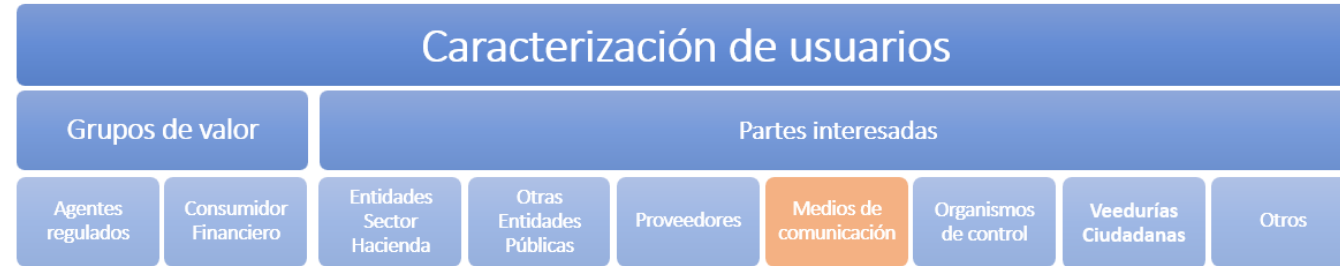 Caracterización de usuarios
Grupos de valor
Partes interesadas
Agentes
regulados
Consumidor
Financiero
Entidades
Sector
Hacienda
Otras
Entidades
Públicas
Proveedores
Medios de
comunicación
Organismos
de control
Veedurías
Ciudadanas
Otros